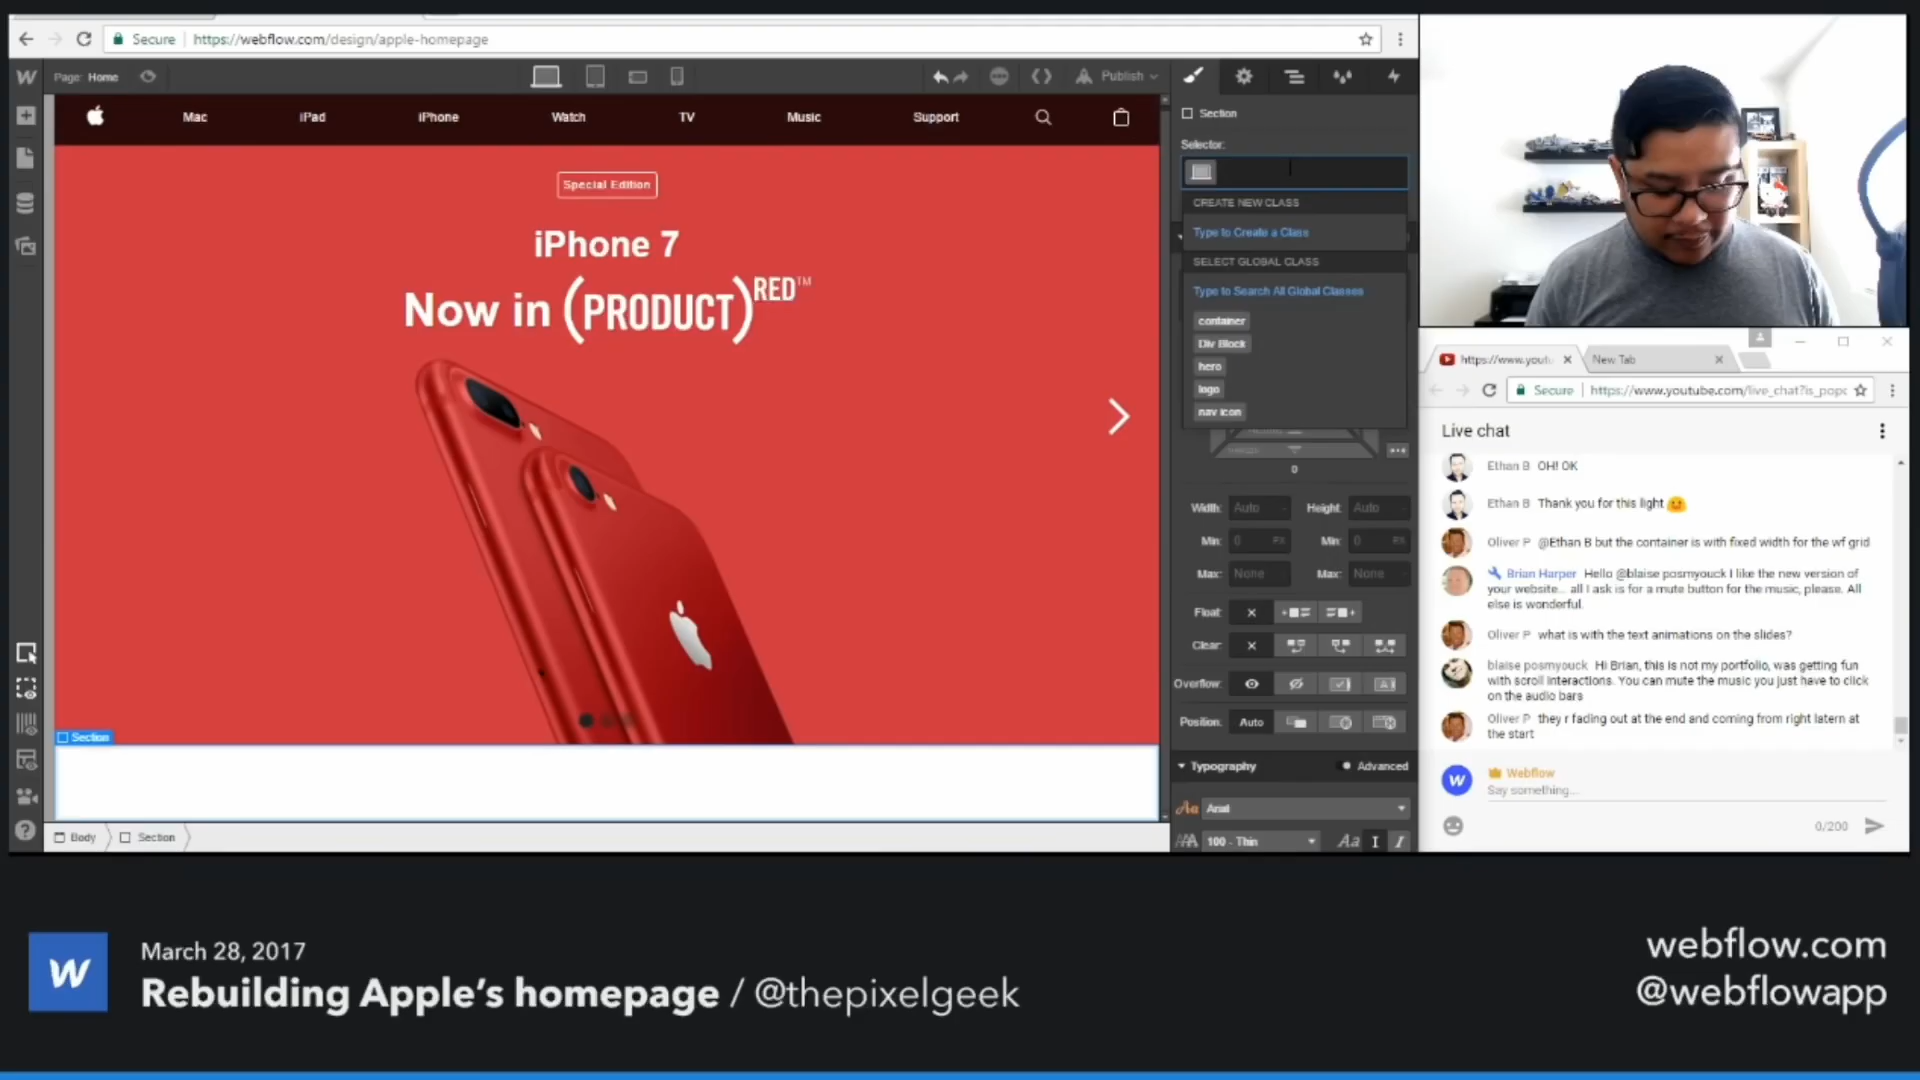 Secure https://webflow.com/design/apple-homepage
Page: Home
Publish
Mac iPad iPhone Watch TV Music Support
Special Edition
iPhone 7
Now in (PRODUCT)RED™
Section
Body Section
Section
Selector:
CREATE NEW CLASS
Type to Create a Class
SELECT GLOBAL CLASS
Type to Search All Global Classes
container
Div Block
hero
logo
nav icon
0
Width: Auto - Height: Auto -
Min: 0 PX Min: 0 PX
Max: None - Max: None -
Float:
Clear:
Overflow:
Position: Auto
Typography Advanced
Arial
100 - Thin
https://www.yout New Tab
Secure https://www.youtube.com/live_chat?is_popo
Live chat
Ethan B OH! OK
Ethan B Thank you for this light
Oliver P @Ethan B but the container is with fixed width for the wf grid
Brian Harper Hello @blaise posmyouck I like the new version of
your website... all I ask is for a mute button for the music, please. All
else is wonderful.
Oliver P what is with the text animations on the slides?
blaise posmyouck Hi Brian, this is not my portfolio, was getting fun
with scroll interactions. You can mute the music you just have to click
on the audio bars
Oliver P they r fading out at the end and coming from right latern at
the start
Webflow
Say something...
0/200
March 28, 2017
Rebuilding Apple's homepage / @thepixelgeek
webflow.com
@webflowapp